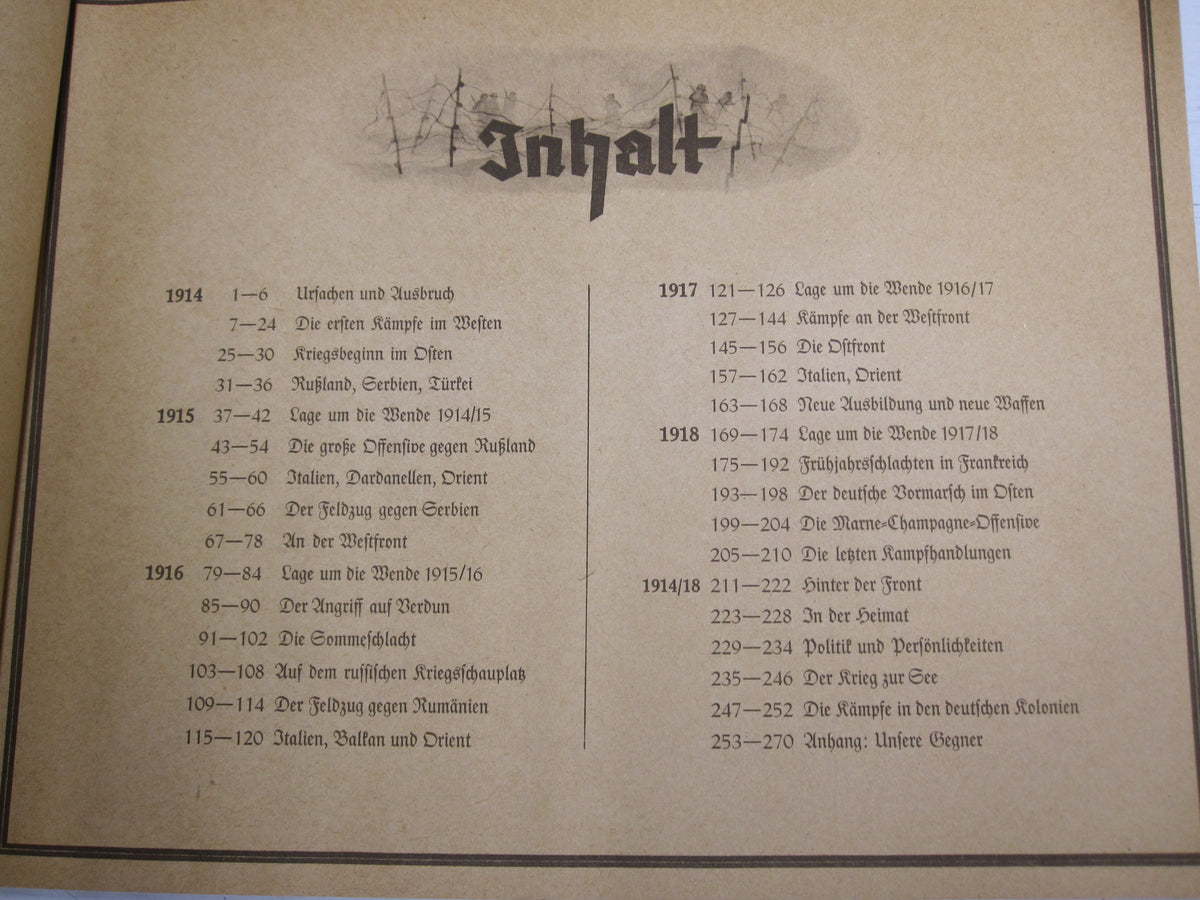 Inhalt
1914 1—6 Ursachen und Ausbruch
7—24 Die ersten Kämpfe im Westen
25—30 Kriegsbeginn im Osten
31—36 Rußland, Serbien, Türkei
1915 37—42 Lage um die Wende 1914/15
43—54 Die große Offensive gegen Rußland
55—60 Italien, Dardanellen, Orient
61—66 Der Feldzug gegen Serbien
67—78 An der Westfront
1916 79—84 Lage um die Wende 1915/16
85—90 Der Angriff auf Verdun
91—102 Die Sommeschlacht
103—108 Auf dem russischen Kriegsschauplatz
109—114 Der Feldzug gegen Rumänien
115—120 Italien, Balkan und Orient
1917 121—126 Lage um die Wende 1916/17
127—144 Kämpfe an der Westfront
145—156 Die Ostfront
157—162 Italien, Orient
163—168 Neue Ausbildung und neue Waffen
1918 169—174 Lage um die Wende 1917/18
175—192 Frühjahrsschlachten in Frankreich
193—198 Der deutsche Vormarsch im Osten
199—204 Die Marne-Champagne-Offensive
205—210 Die letzten Kampfhandlungen
1914/18 211—222 Hinter der Front
223—228 In der Heimat
229—234 Politik und Persönlichkeiten
235—246 Der Krieg zur See
247—252 Die Kämpfe in den deutschen Kolonien
253—270 Anhang: Unsere Gegner